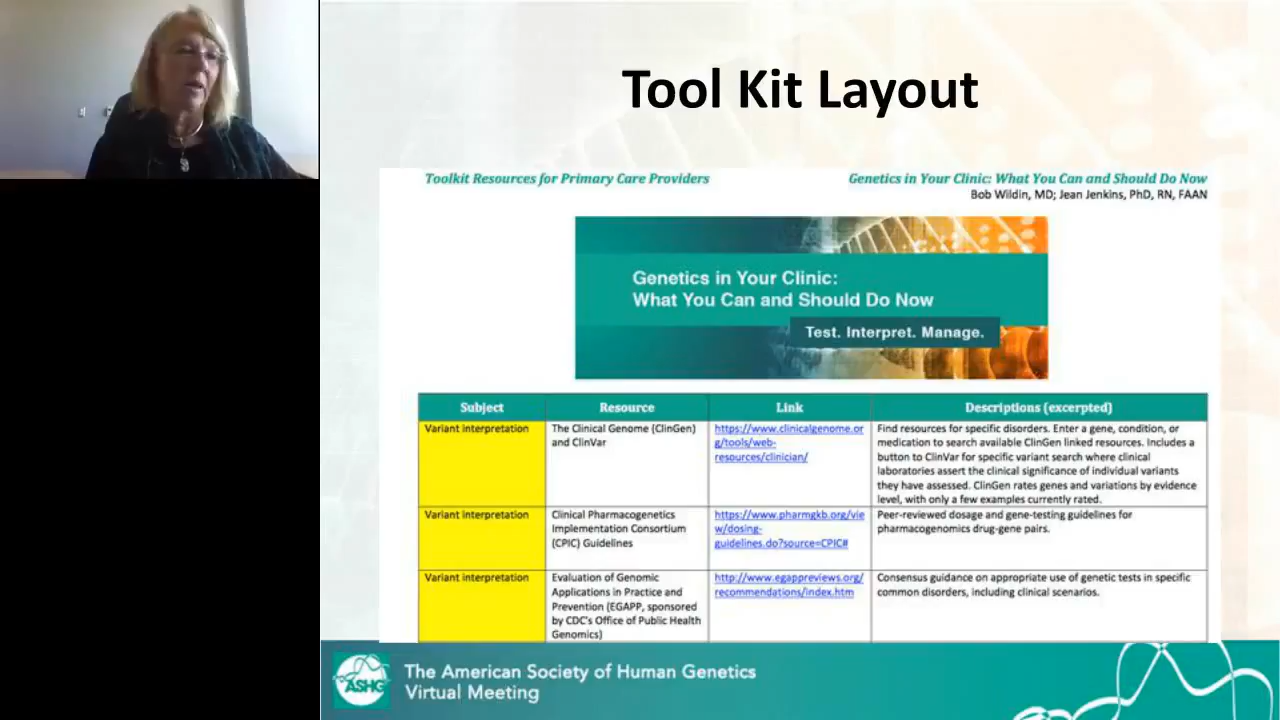 Tool Kit Layout
Toolkit Resources for Primary Care Providers
Genetics in Your Clinic: What You Can and Should Do Now
Bob Wildin, MD; Jean Jenkins, PhD, RN, FAAN
Genetics in Your Clinic:
What You Can and Should Do Now
Test. Interpret. Manage.
Subject
Resource
Link
Descriptions (excerpted)
Variant interpretation
The Clinical Genome (ClinGen)
and ClinVar
https://www.clinicalgenome.or
g/tools/web-
resources/clinician/
Find resources for specific disorders. Enter a gene, condition, or
medication to search available ClinGen linked resources. Includes a
button to ClinVar for specific variant search where clinical
laboratories assert the clinical significance of individual variants
they have assessed. ClinGen rates genes and variations by evidence
level, with only a few examples currently rated.
Variant interpretation
Clinical Pharmacogenetics
Implementation Consortium
(CPIC) Guidelines
https://www.pharmgkb.org/vie
w/dosing-
guidelines.do?source=CPIC#
Peer-reviewed dosage and gene-testing guidelines for
pharmacogenomics drug-gene pairs.
Variant interpretation
Evaluation of Genomic
Applications in Practice and
Prevention (EGAPP, sponsored
by CDC's Office of Public Health
Genomics)
http://www.egappreviews.org/
recommendations/index.htm
Consensus guidance on appropriate use of genetic tests in specific
common disorders, including clinical scenarios.
ASHG
The American Society of Human Genetics
Virtual Meeting